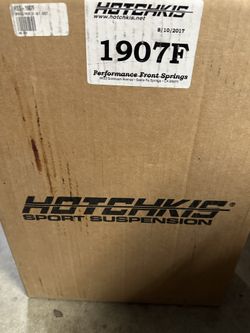 HOTCHKIS
www.hotchkis.net
8/10/2017
1907F
Performance Front Springs
HOTCHKIS
SPORT SUSPENSION